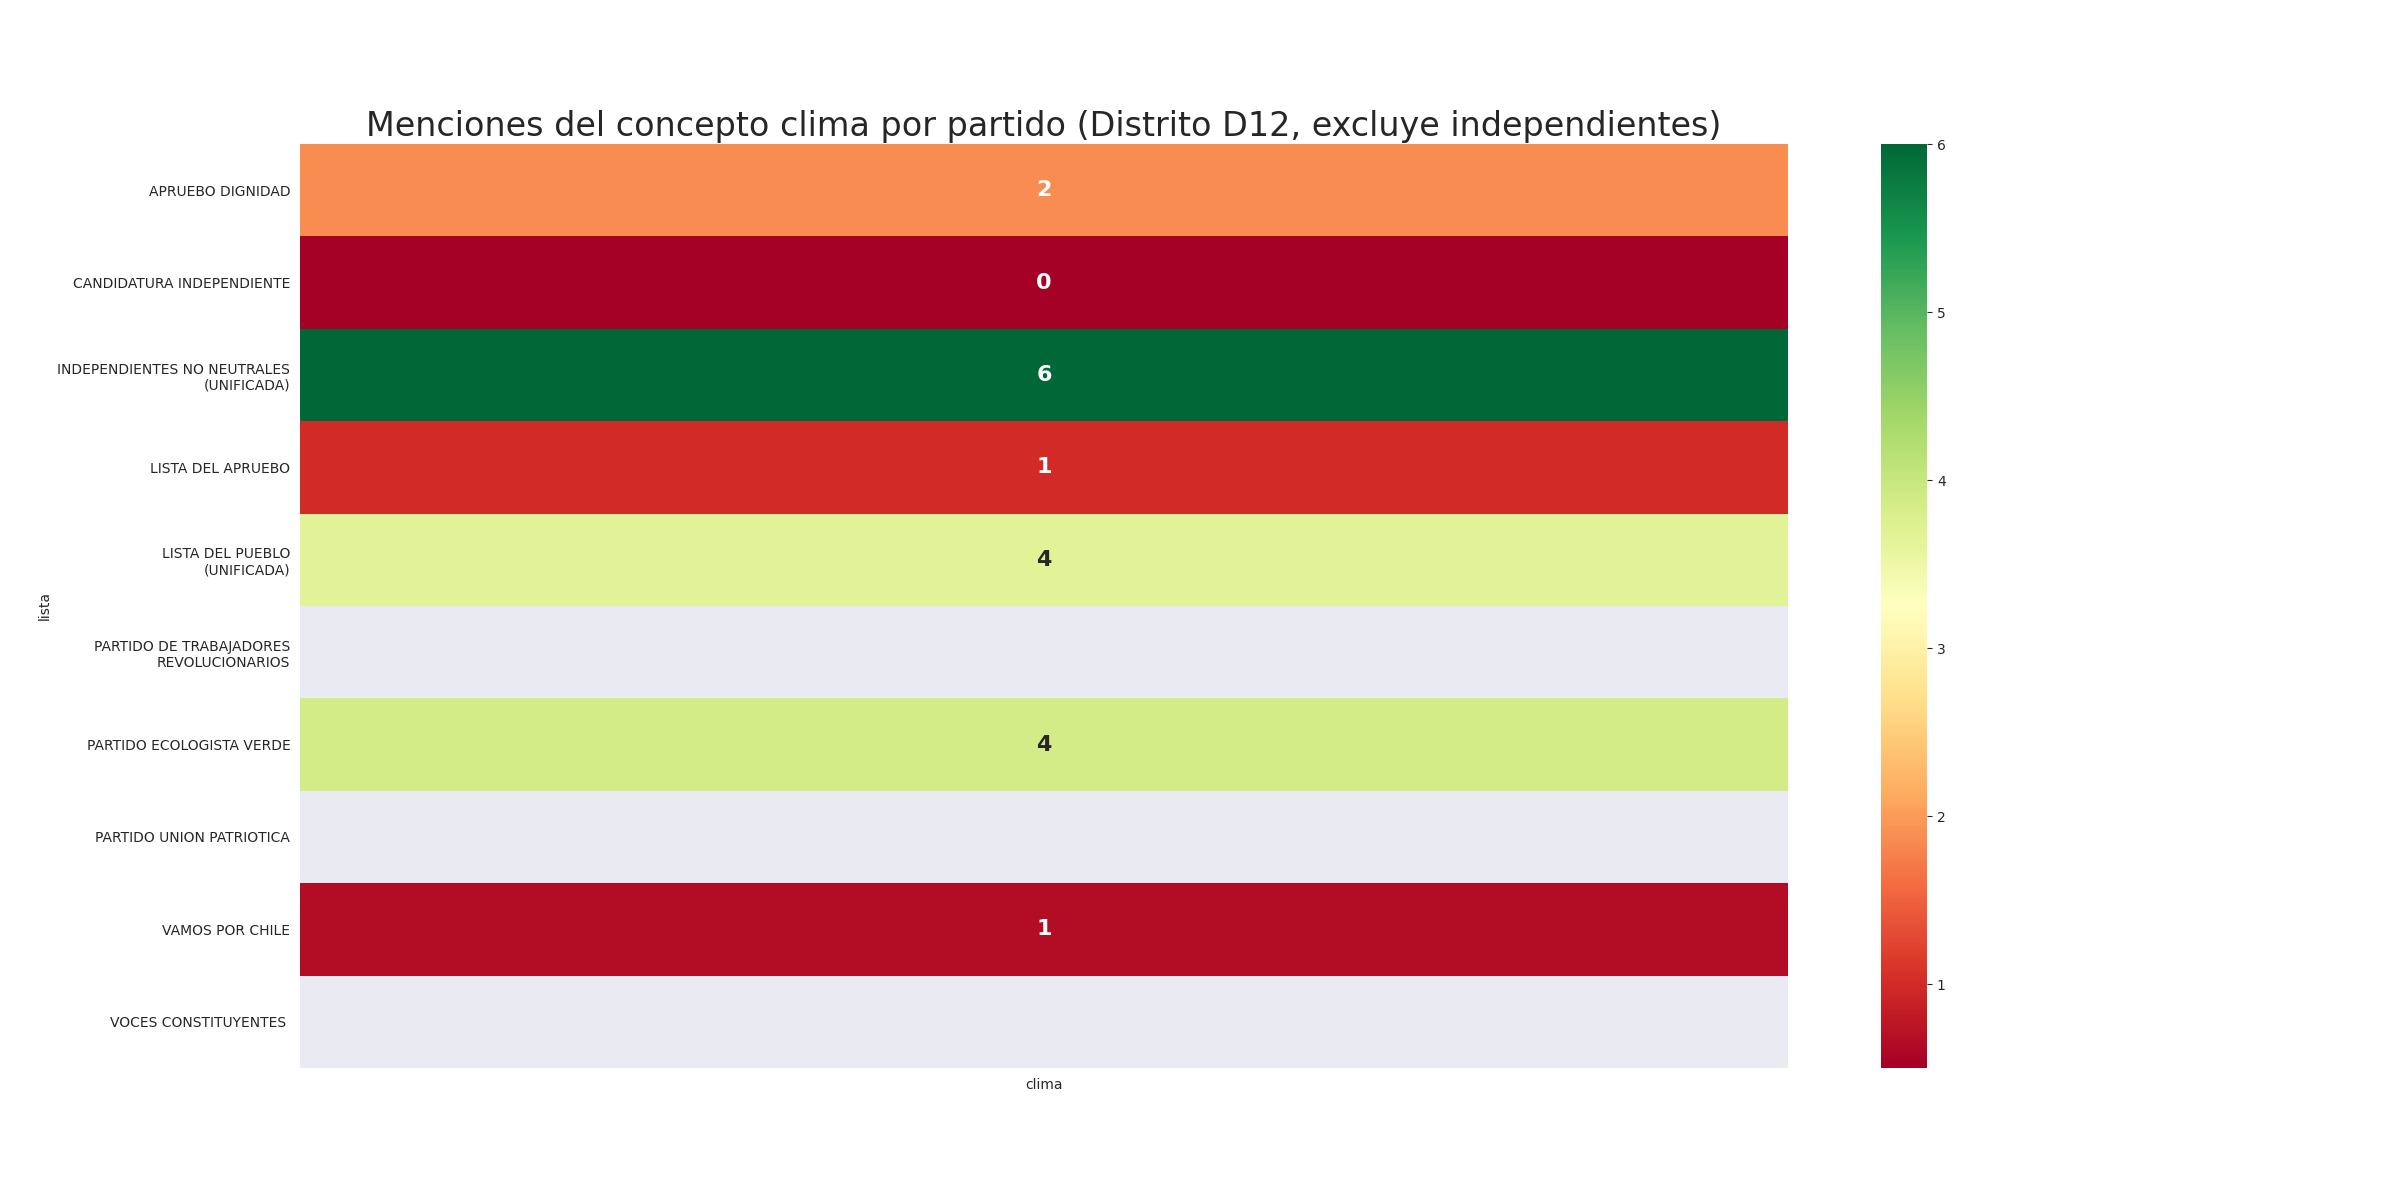 Menciones del concepto clima por partido (Distrito D12, excluye independientes)
APRUEBO DIGNIDAD
2
CANDIDATURA INDEPENDIENTE
0
INDEPENDIENTES NO NEUTRALES
(UNIFICADA)
6
LISTA DEL APRUEBO
1
LISTA DEL PUEBLO
(UNIFICADA)
4
PARTIDO DE TRABAJADORES
REVOLUCIONARIOS
PARTIDO ECOLOGISTA VERDE
4
PARTIDO UNION PATRIOTICA
VAMOS POR CHILE
1
VOCES CONSTITUYENTES
lista
clima
6
5
4
3
2
1